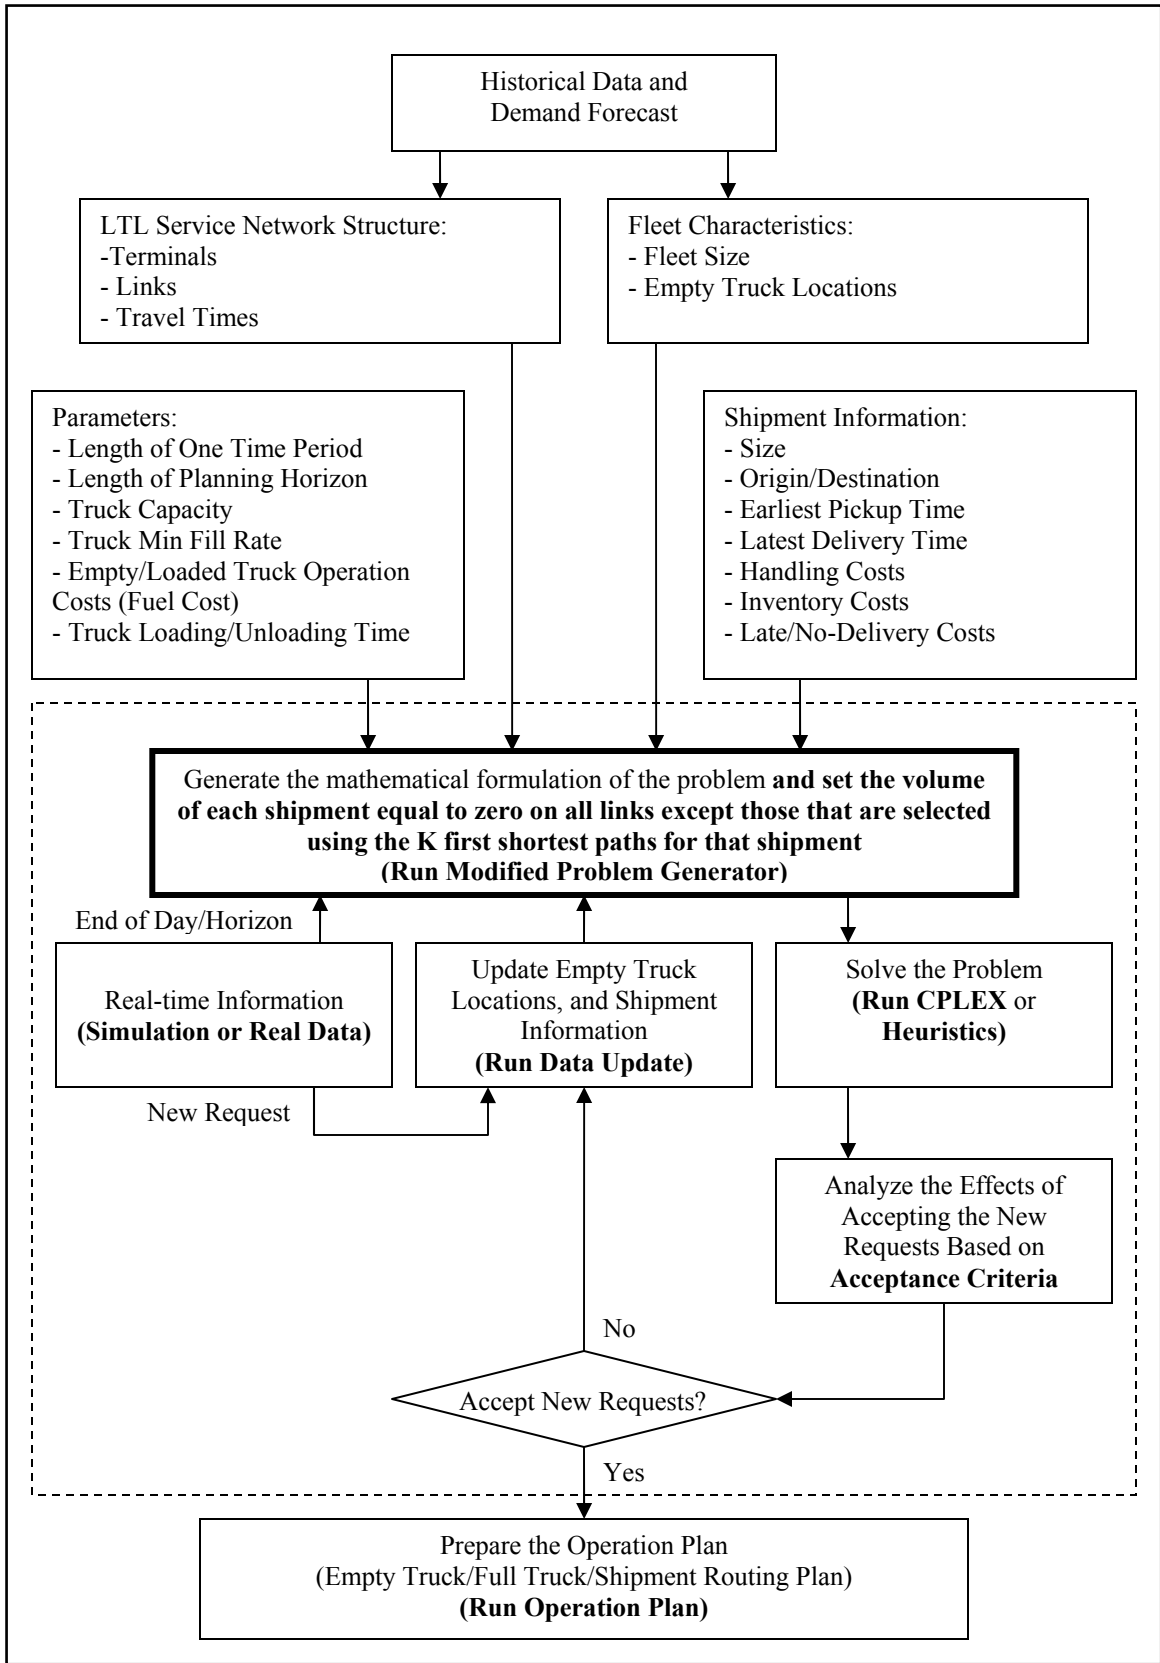 Historical Data and
Demand Forecast
LTL Service Network Structure:
-Terminals
- Links
- Travel Times
Fleet Characteristics:
- Fleet Size
- Empty Truck Locations
Parameters:
- Length of One Time Period
- Length of Planning Horizon
- Truck Capacity
- Truck Min Fill Rate
- Empty/Loaded Truck Operation
Costs (Fuel Cost)
- Truck Loading/Unloading Time
Shipment Information:
- Size
- Origin/Destination
- Earliest Pickup Time
- Latest Delivery Time
- Handling Costs
- Inventory Costs
- Late/No-Delivery Costs
Generate the mathematical formulation of the problem and set the volume
of each shipment equal to zero on all links except those that are selected
using the K first shortest paths for that shipment
(Run Modified Problem Generator)
End of Day/Horizon
Real-time Information
(Simulation or Real Data)
New Request
Update Empty Truck
Locations, and Shipment
Information
(Run Data Update)
Solve the Problem
(Run CPLEX or
Heuristics)
Analyze the Effects of
Accepting the New
Requests Based on
Acceptance Criteria
No
Accept New Requests?
Yes
Prepare the Operation Plan
(Empty Truck/Full Truck/Shipment Routing Plan)
(Run Operation Plan)